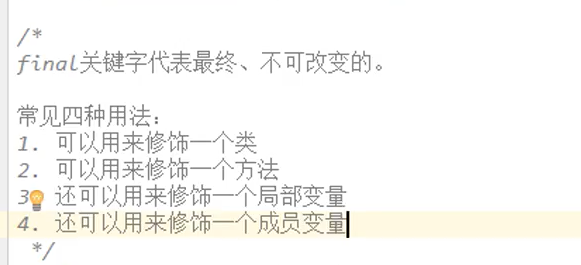 /*
final关键字代表最终、不可改变的。
常见四种用法：
1. 可以用来修饰一个类
2. 可以用来修饰一个方法
3 还可以用来修饰一个局部变量
4. 还可以用来修饰一个成员变量
*/